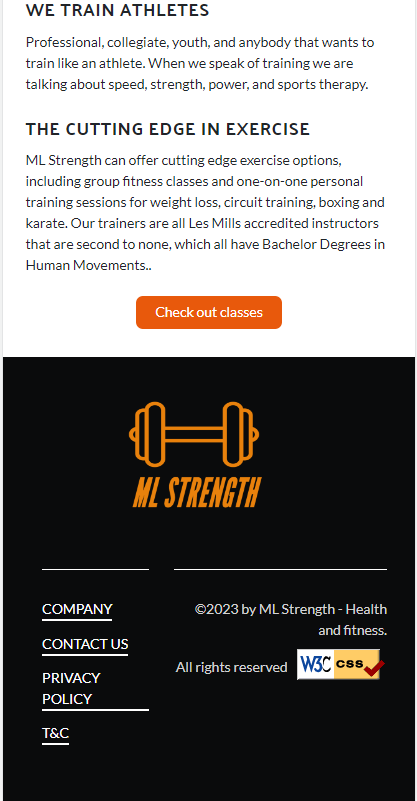 WE TRAIN ATHLETES
Professional, collegiate, youth, and anybody that wants to
train like an athlete. When we speak of training we are
talking about speed, strength, power, and sports therapy.
THE CUTTING EDGE IN EXERCISE
ML Strength can offer cutting edge exercise options,
including group fitness classes and one-on-one personal
training sessions for weight loss, circuit training, boxing and
karate. Our trainers are all Les Mills accredited instructors
that are second to none, which all have Bachelor Degrees in
Human Movements..
Check out classes
ML STRENGTH
COMPANY
CONTACT US
PRIVACY
POLICY
T&C
©2023 by ML Strength - Health
and fitness.
All rights reserved
W3C css